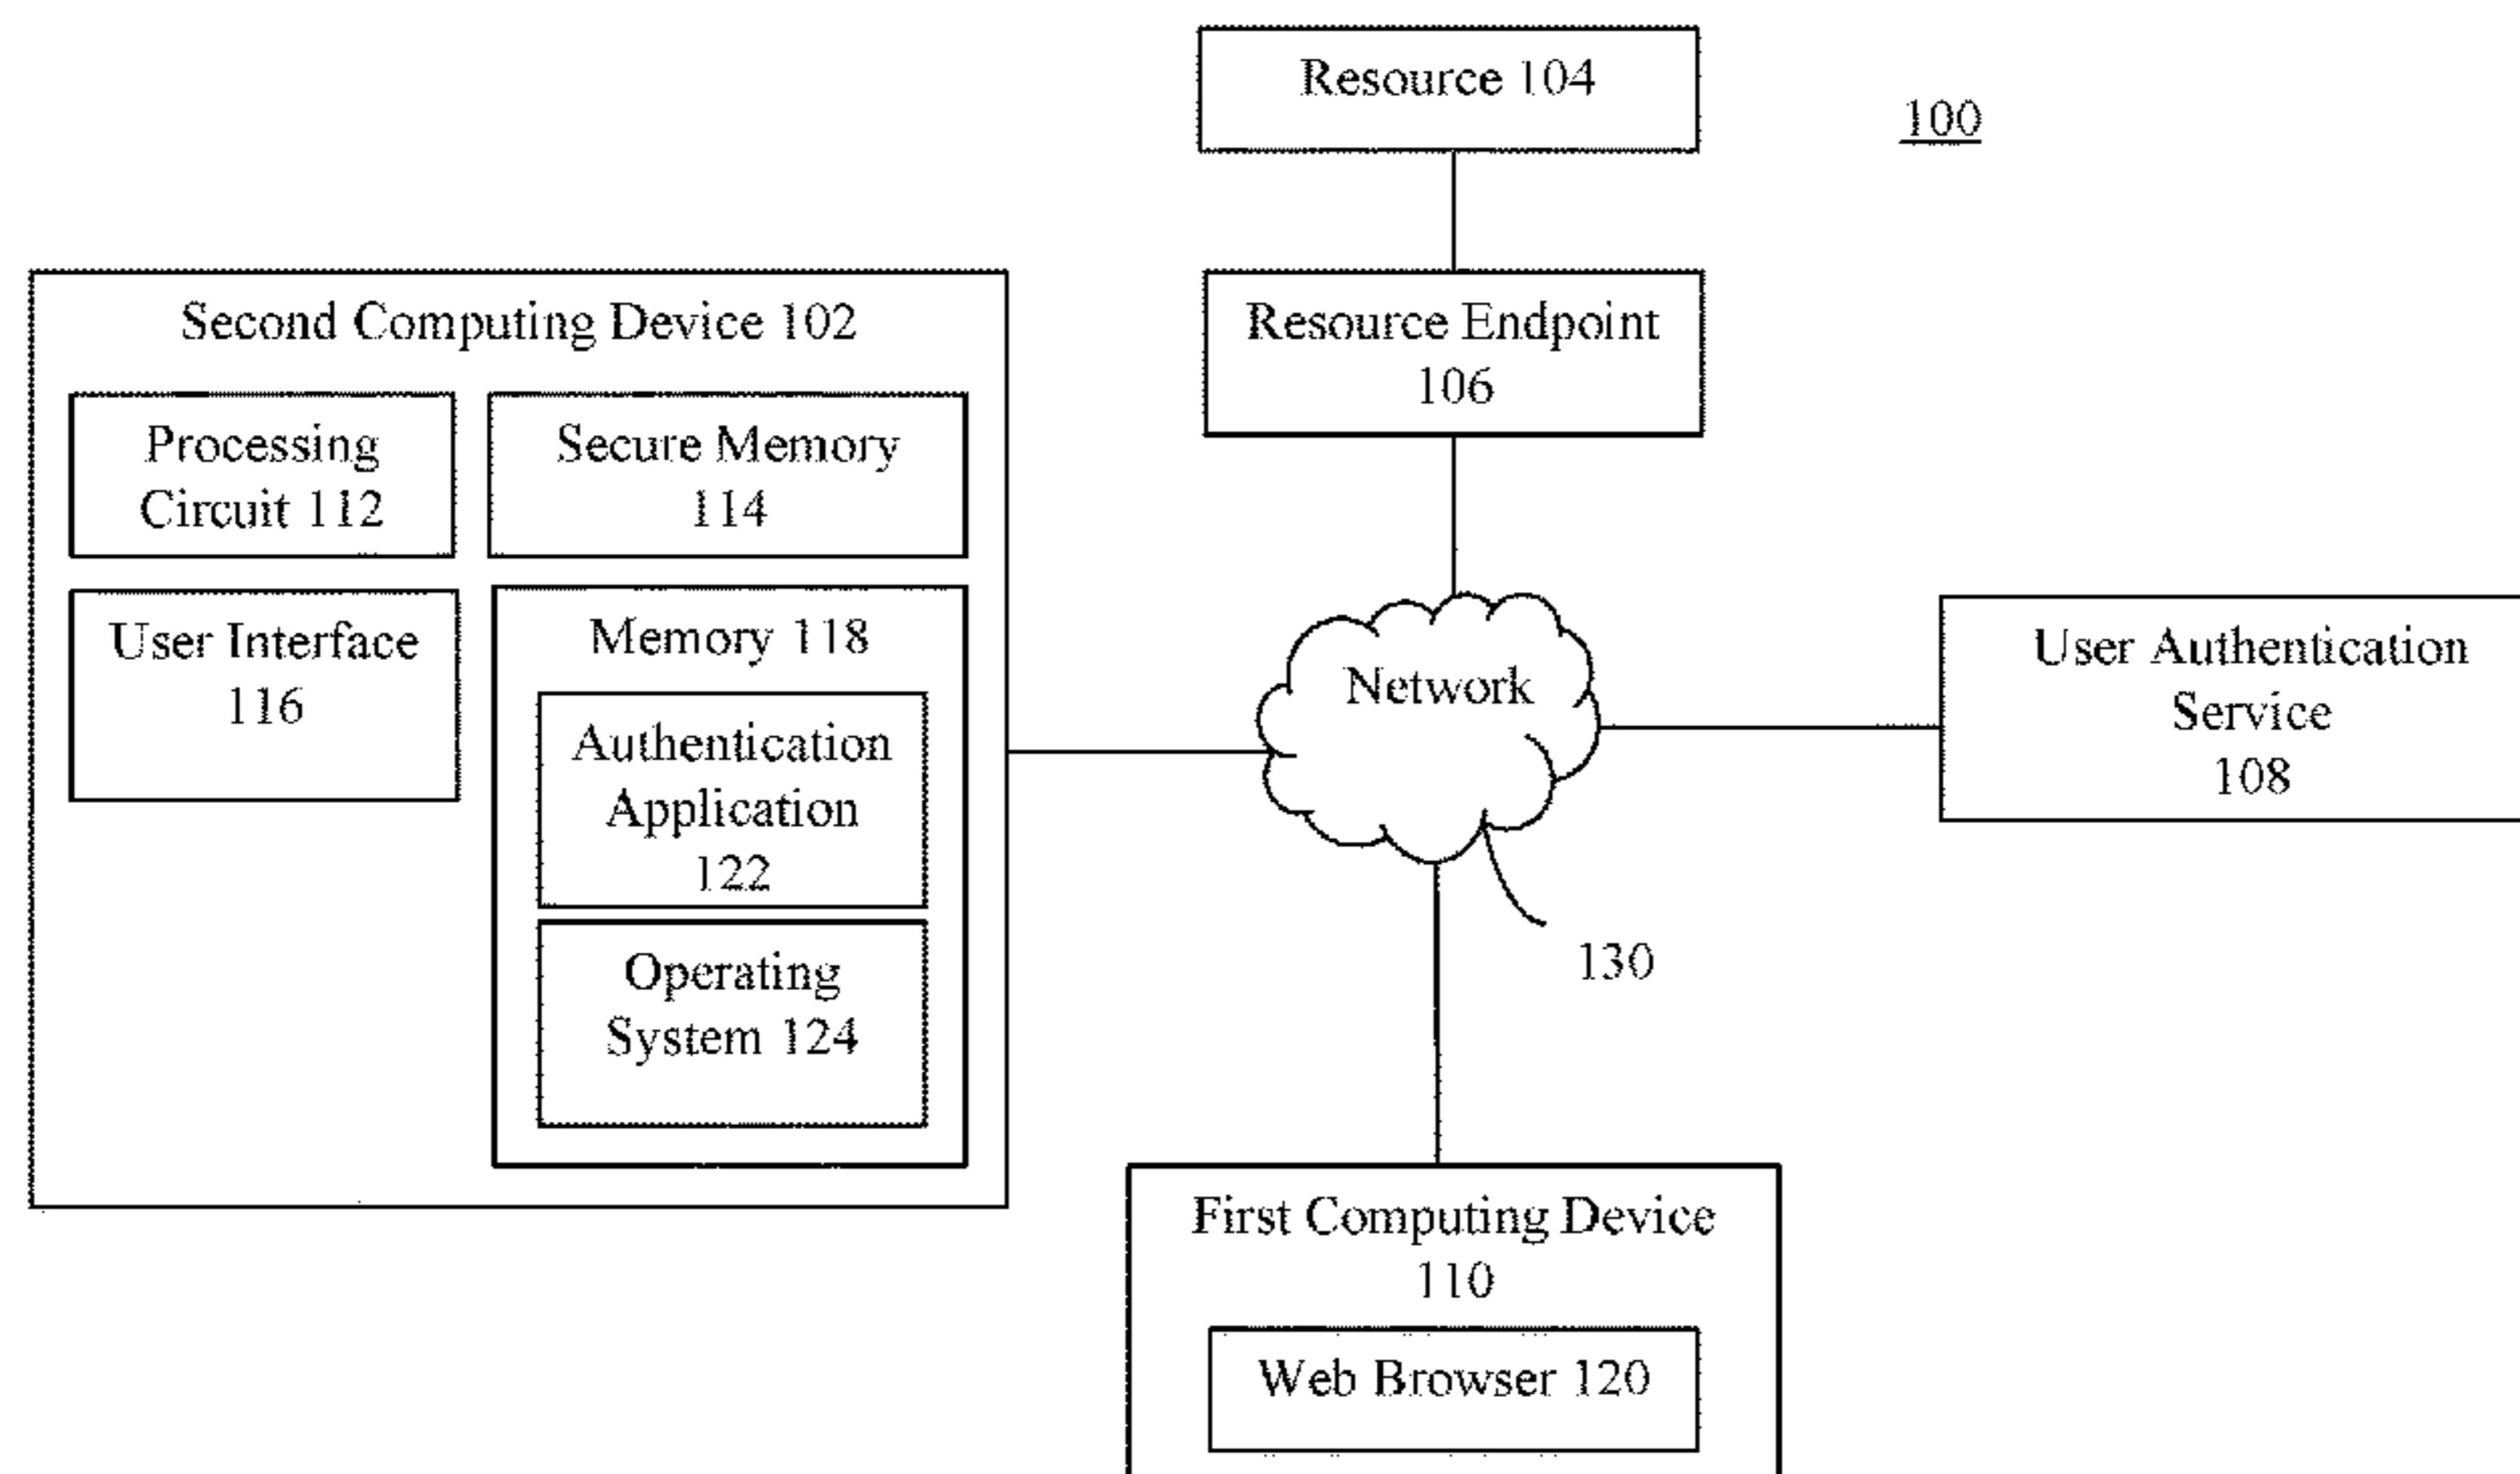 Resource 104
100
Second Computing Device 102
Resource Endpoint
106
Processing
Circuit 112
Secure Memory
114
User Interface
116
Memory 118
Authentication
Application
122
Operating
System 124
Network
130
User Authentication
Service
108
First Computing Device
110
Web Browser 120